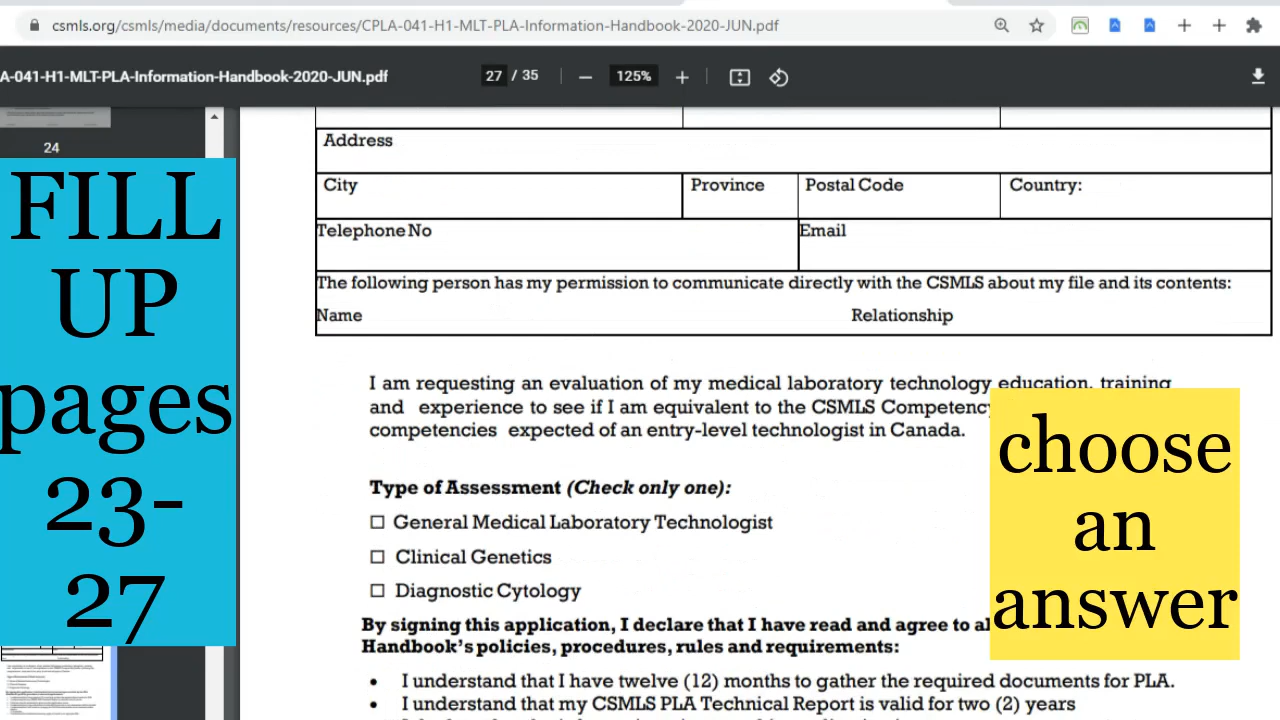 csmls.org/csmls/media/documents/resources/CPLA-041-H1-MLT-PLA-Information-Handbook-2020-JUN.pdf
A-041-H1-MLT-PLA-Information-Handbook-2020-JUN.pdf
27 / 35
125%
24
FILL
UP
pages
23-
27
Address
City
Province
Postal Code
Country:
Telephone No
Email
The following person has my permission to communicate directly with the CSMLS about my file and its contents:
Name
Relationship
I am requesting an evaluation of my medical laboratory technology education, training
and experience to see if I am equivalent to the CSMLS Competency
competencies expected of an entry-level technologist in Canada.
choose
an
answer
Type of Assessment (Check only one):
☐ General Medical Laboratory Technologist
☐ Clinical Genetics
☐ Diagnostic Cytology
By signing this application, I declare that I have read and agree to
Handbook's policies, procedures, rules and requirements:
• I understand that I have twelve (12) months to gather the required documents for PLA.
• I understand that my CSMLS PLA Technical Report is valid for two (2) years